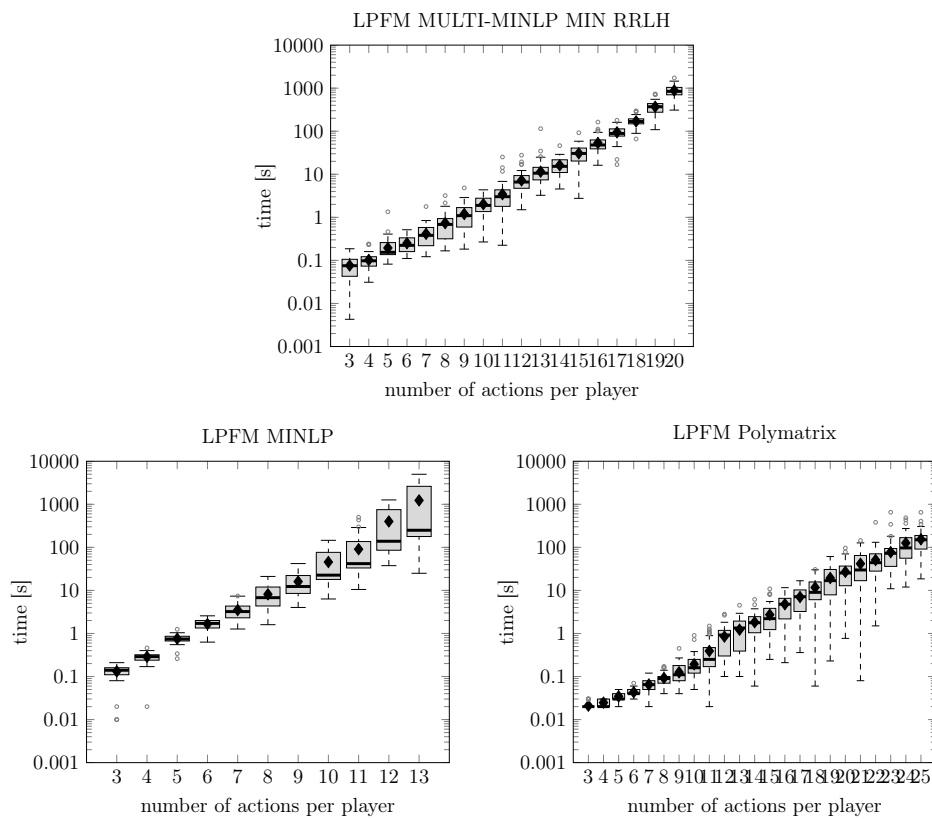 LPFM MULTI-MINLP MIN RRLH
10000
1000
100
10
1
0.1
0.01
0.001
time [s]
3 4 5 6 7 8 9 10 11 12 13 14 15 16 17 18 19 20
number of actions per player
LPFM MINLP
10000
1000
100
10
1
0.1
0.01
0.001
time [s]
3 4 5 6 7 8 9 10 11 12 13
number of actions per player
LPFM Polymatrix
10000
1000
100
10
1
0.1
0.01
0.001
time [s]
3 4 5 6 7 8 9 10 11 12 13 14 15 16 17 18 19 20 21 22 23 24 25
number of actions per player